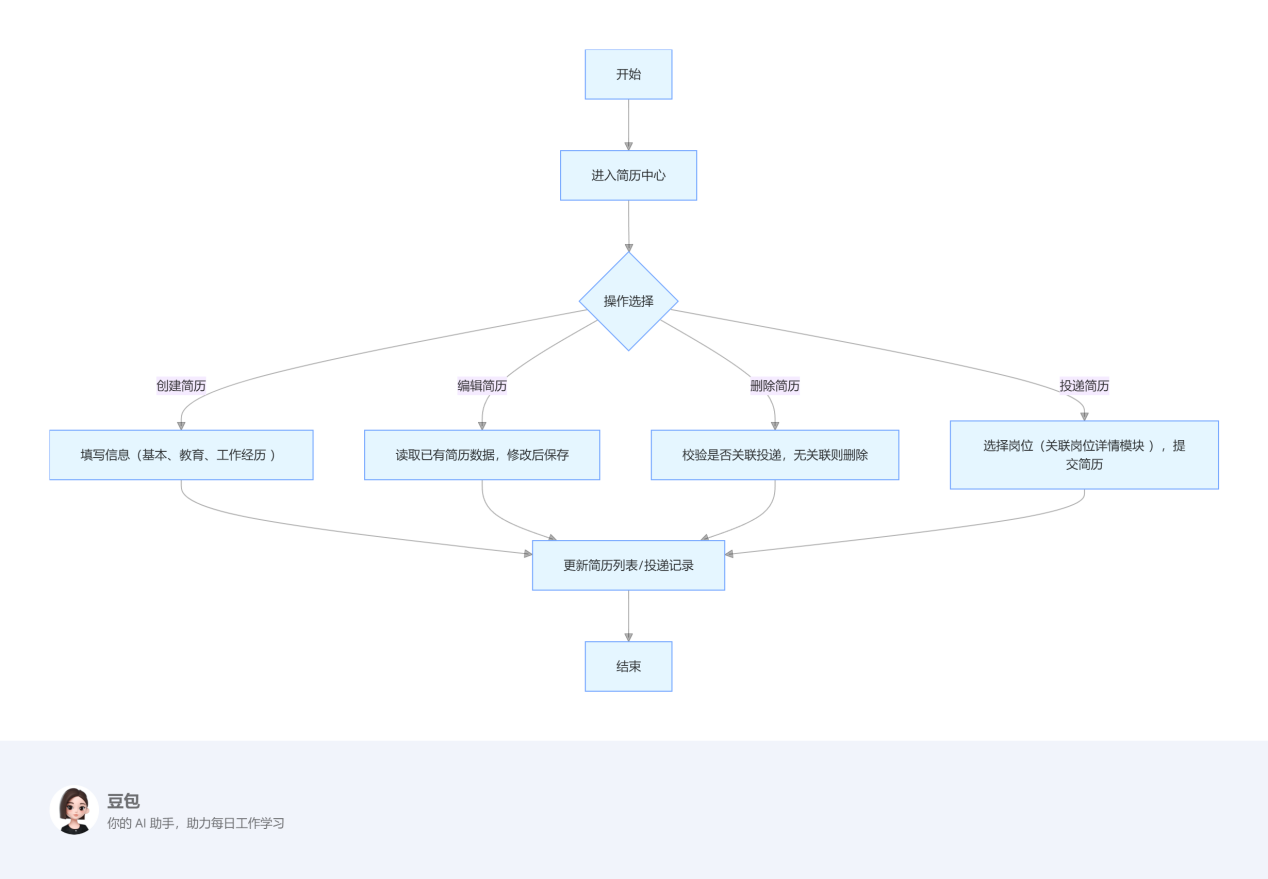 开始
进入简历中心
操作选择
创建简历
编辑简历
删除简历
投递简历
填写信息（基本、教育、工作经历 ）
读取已有简历数据，修改后保存
校验是否关联投递，无关联则删除
选择岗位（关联岗位详情模块 ），提
交简历
更新简历列表/投递记录
结束
豆包
你的 AI 助手，助力每日工作学习